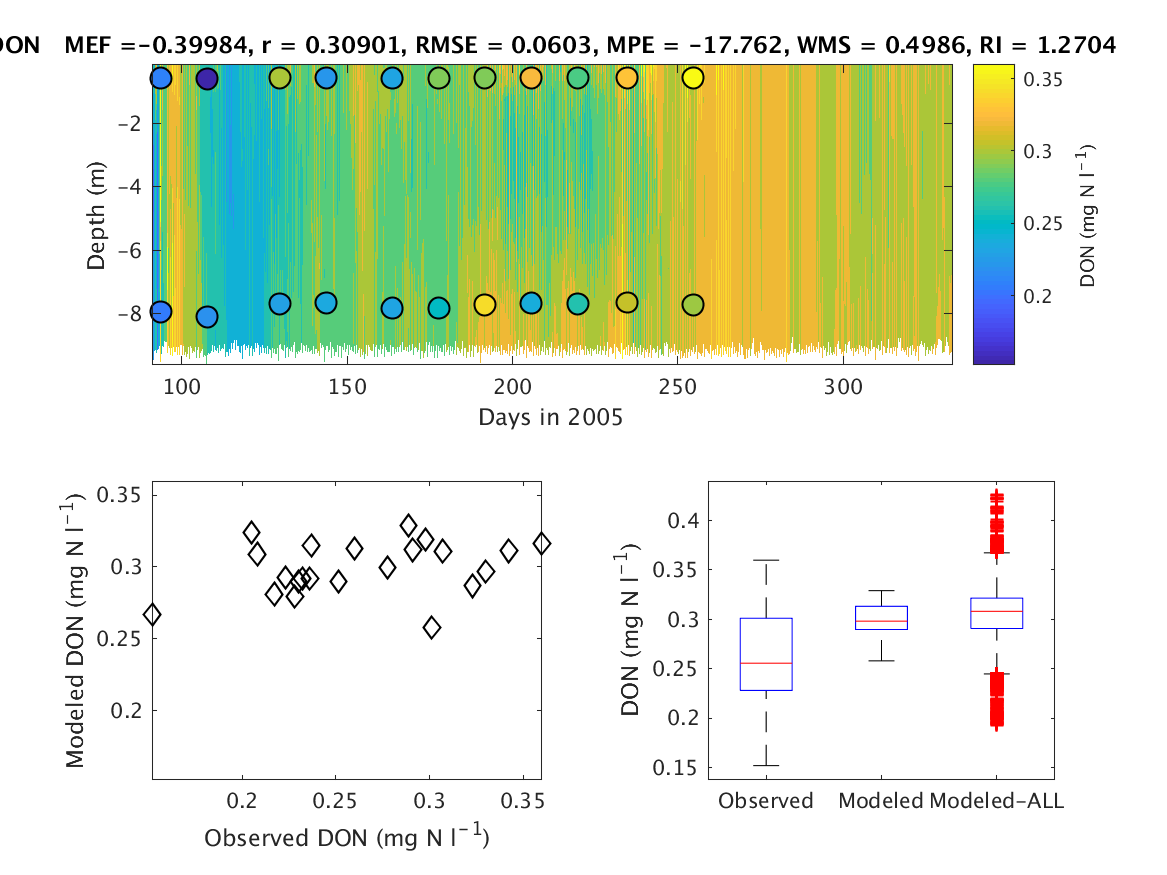 DON MEF =-0.39984, r = 0.30901, RMSE = 0.0603, MPE = -17.762, WMS = 0.4986, RI = 1.2704
-2
-4
-6
-8
Depth (m)
100 150 200 250 300
Days in 2005
0.35
0.3
0.25
0.2
DON (mg N l⁻¹)
0.35
0.3
0.25
0.2
Modeled DON (mg N l⁻¹)
0.2 0.25 0.3 0.35
Observed DON (mg N l⁻¹)
0.4
0.35
0.3
0.25
0.2
0.15
DON (mg N l⁻¹)
Observed Modeled Modeled-ALL